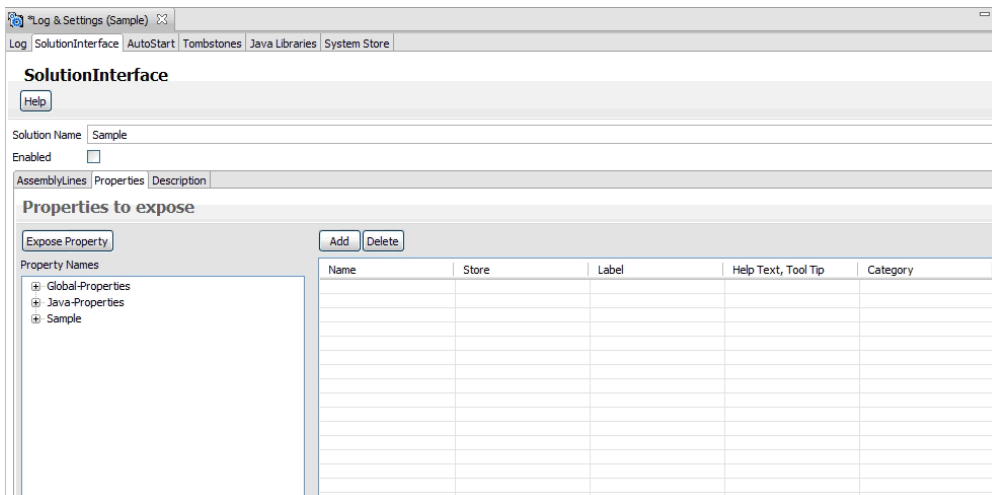 *Log & Settings (Sample)
Log SolutionInterface AutoStart Tombstones Java Libraries System Store
SolutionInterface
Help
Solution Name Sample
Enabled
AssemblyLines Properties Description
Properties to expose
Expose Property Add Delete
Property Names
Name Store Label Help Text, Tool Tip Category
Global-Properties
Java-Properties
Sample